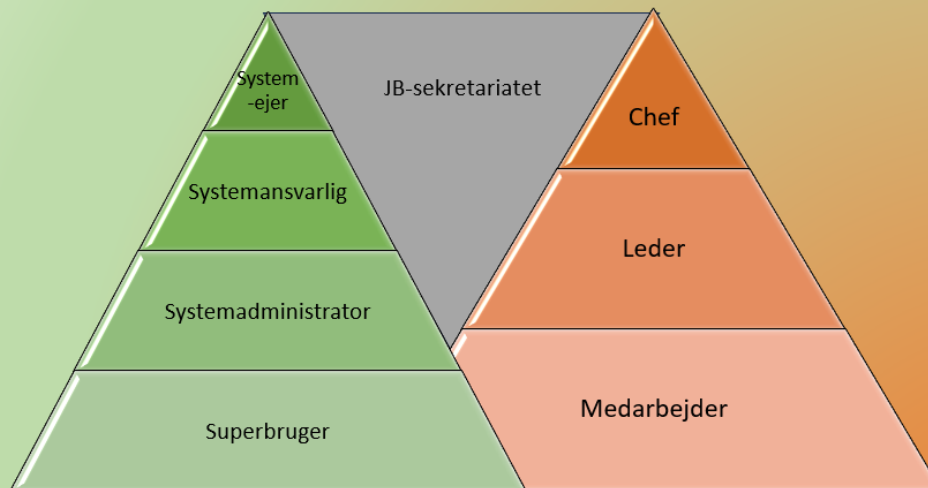 System
-ejer
Systemansvarlig
Systemadministrator
Superbruger
JB-sekretariatet
Chef
Leder
Medarbejder